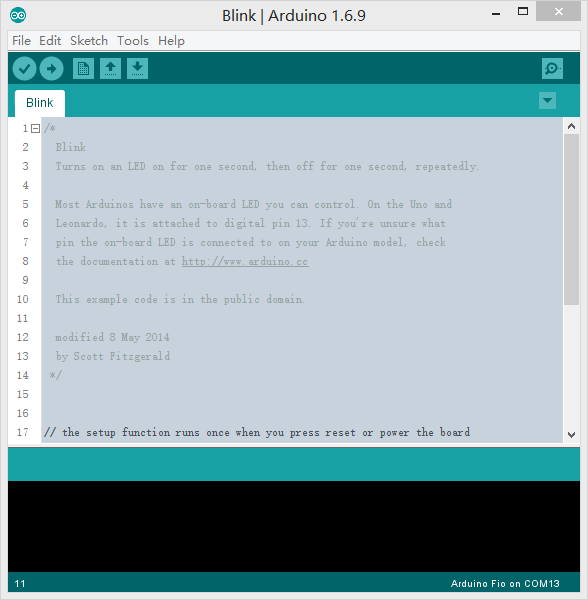 Blink | Arduino 1.6.9
File Edit Sketch Tools Help
Blink
1 /*
2 Blink
3 Turns on an LED on for one second, then off for one second, repeatedly.
4
5 Most Arduinos have an on-board LED you can control. On the Uno and
6 Leonardo, it is attached to digital pin 13. If you're unsure what
7 pin the on-board LED is connected to on your Arduino model, check
8 the documentation at http://www.arduino.cc
9
10 This example code is in the public domain.
11
12 modified 8 May 2014
13 by Scott Fitzgerald
14 */
15
16
17 // the setup function runs once when you press reset or power the board
11 Arduino Fio on COM13